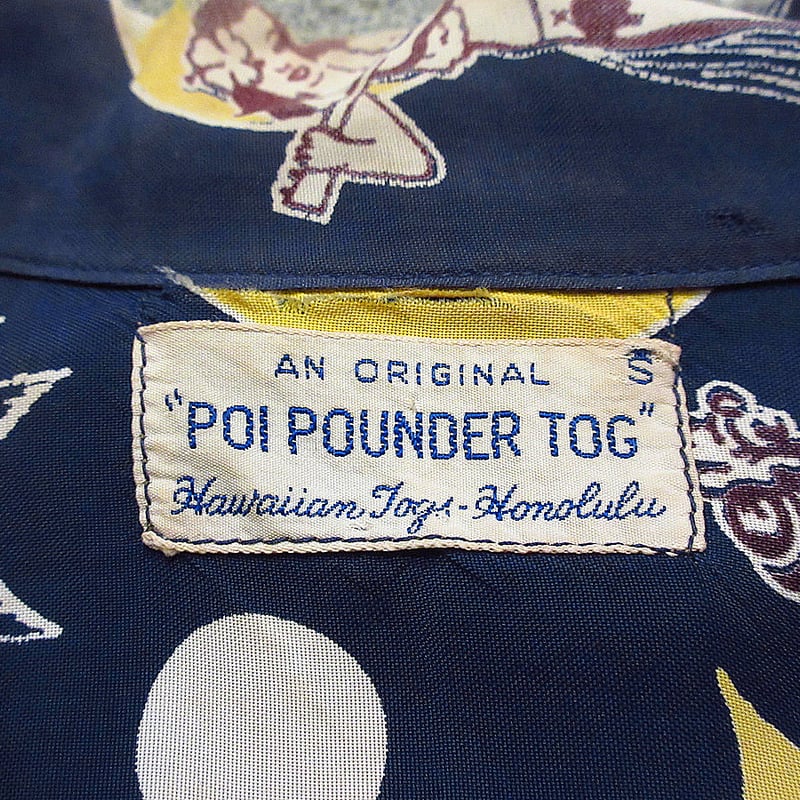 AN ORIGINAL S
"POI POUNDER TOG"
Hawaiian Togs - Honolulu